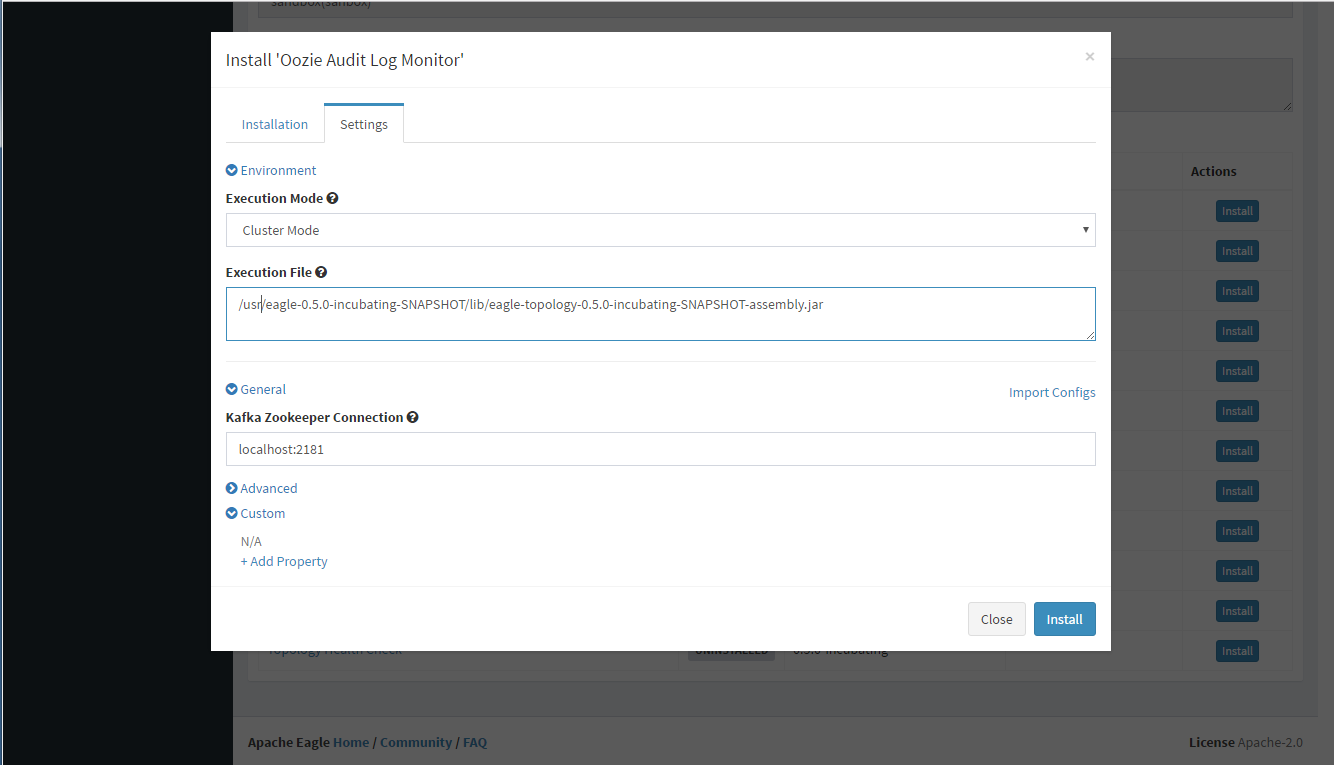 sandbox(sanbox)
Install 'Oozie Audit Log Monitor'
×
Installation
Settings
Environment
Execution Mode
Cluster Mode
Execution File
/usr/eagle-0.5.0-incubating-SNAPSHOT/lib/eagle-topology-0.5.0-incubating-SNAPSHOT-assembly.jar
General
Import Configs
Kafka Zookeeper Connection
localhost:2181
Advanced
Custom
N/A
+ Add Property
Close
Install
Actions
Install
Install
Install
Install
Install
Install
Install
Install
Install
Install
Install
Topology Health Check UNINSTALLED 0.5.0-incubating Install
Apache Eagle Home / Community / FAQ
License Apache-2.0